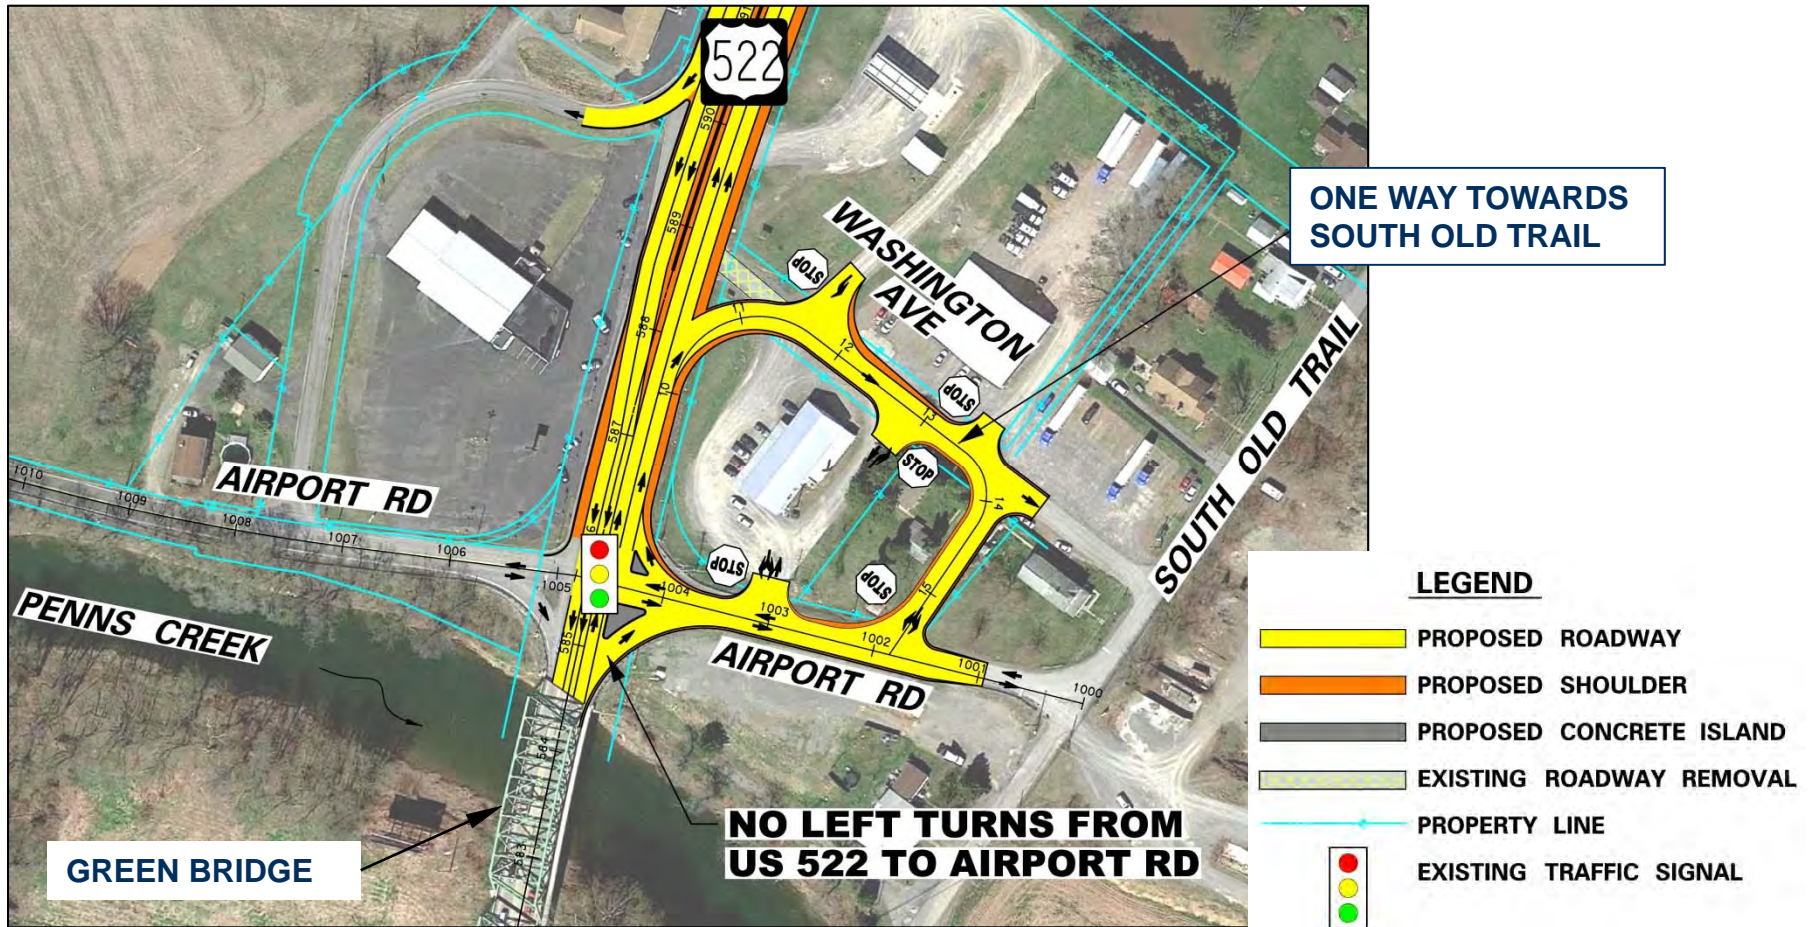 522
591
590
589
588
587
585
584
583
WASHINGTON
AVE
ONE WAY TOWARDS
SOUTH OLD TRAIL
STOP
STOP
STOP
STOP
STOP
10
11
12
13
14
15
SOUTH OLD TRAIL
AIRPORT RD
1010
1009
1008
1007
1006
1005
1004
1003
1002
1001
1000
PENNS CREEK
AIRPORT RD
NO LEFT TURNS FROM
US 522 TO AIRPORT RD
GREEN BRIDGE
LEGEND
PROPOSED ROADWAY
PROPOSED SHOULDER
PROPOSED CONCRETE ISLAND
EXISTING ROADWAY REMOVAL
PROPERTY LINE
EXISTING TRAFFIC SIGNAL